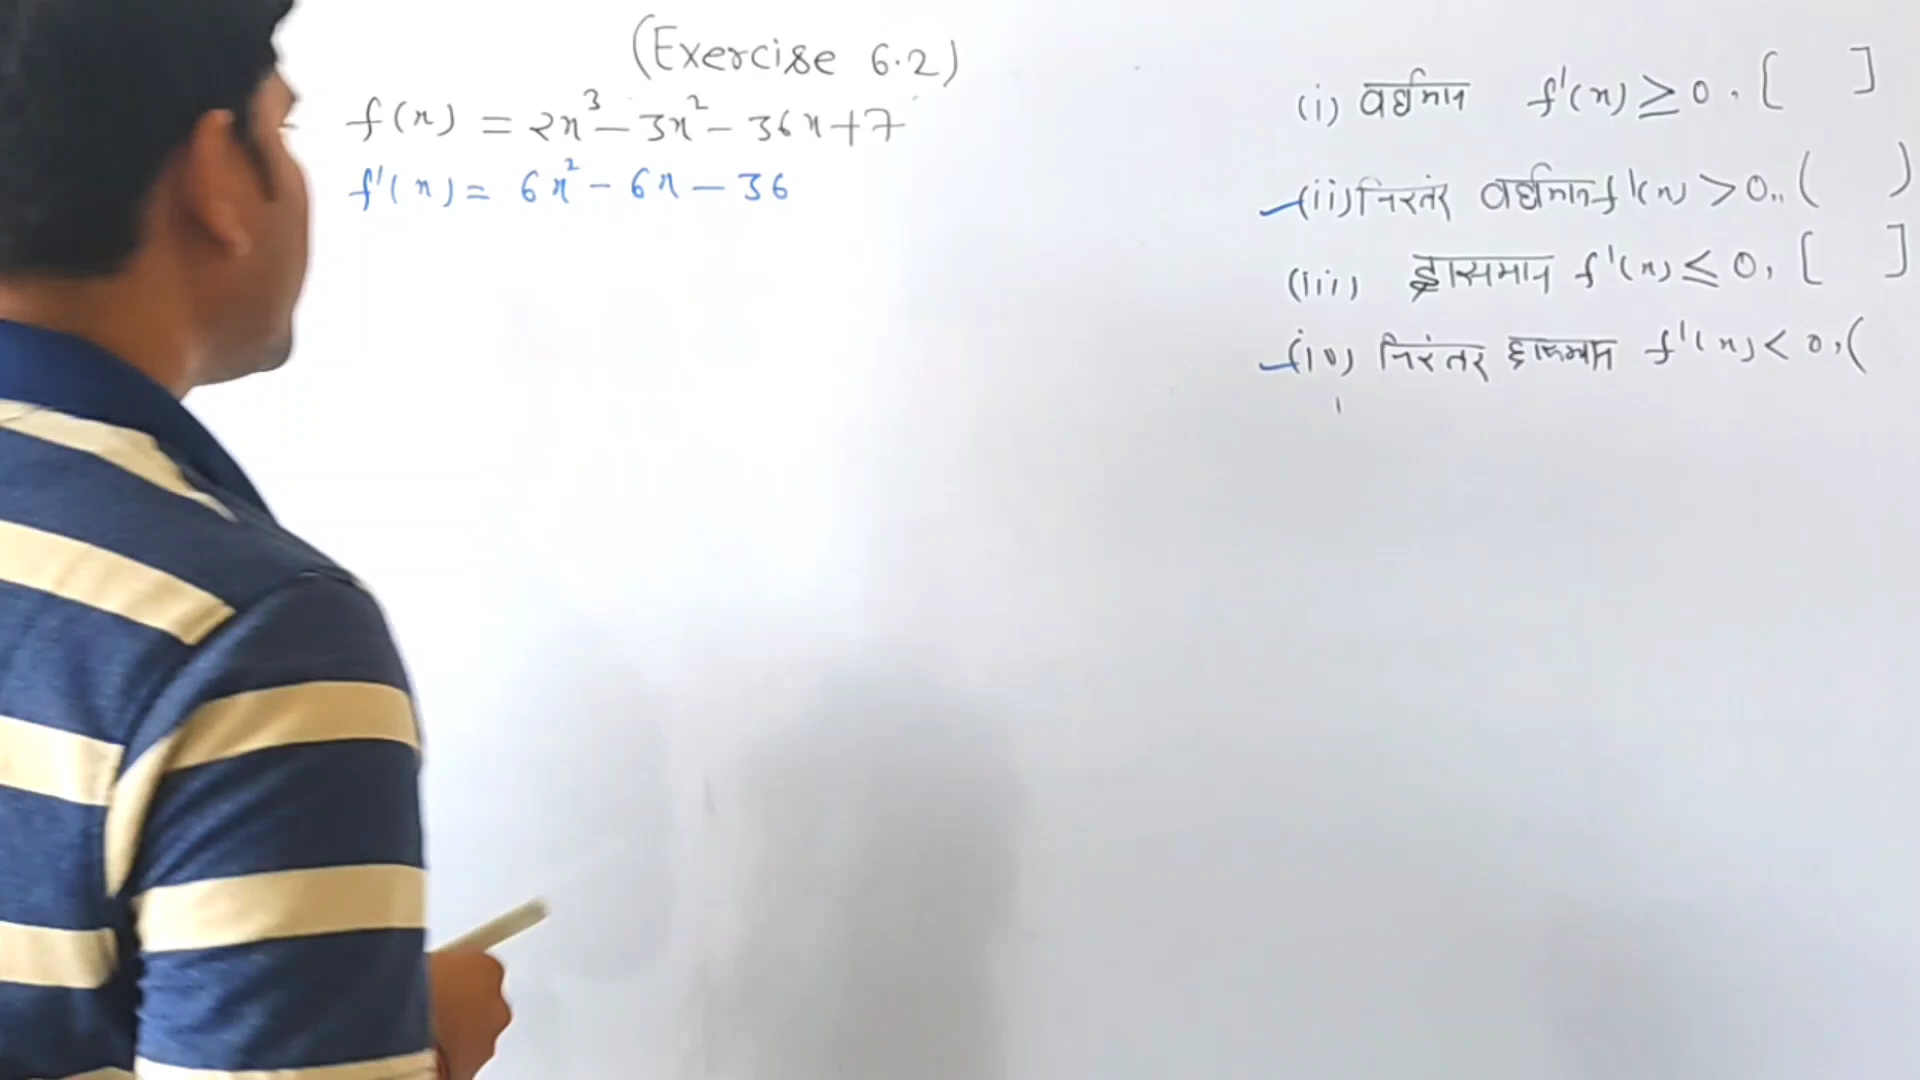 (Exercise 6.2)
f(x) = 2x³ - 3x² - 36x + 7
f'(x) = 6x² - 6x - 36
(i) वर्धमान f'(x) ≥ 0 . [ ]
(ii) निरंतर वर्धमान f'(x) > 0.. ( )
(iii) ह्रासमान f'(x) ≤ 0, [ ]
(iv) निरंतर ह्रासमान f'(x) < 0, (